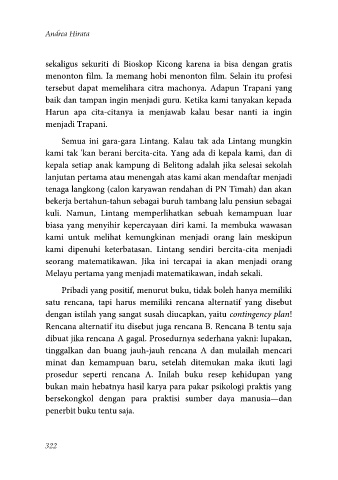 Andrea Hirata
sekaligus sekuriti di Bioskop Kicong karena ia bisa dengan gratis
menonton film. Ia memang hobi menonton film. Selain itu profesi
tersebut dapat memelihara citra machonya. Adapun Trapani yang
baik dan tampan ingin menjadi guru. Ketika kami tanyakan kepada
Harun apa cita-citanya ia menjawab kalau besar nanti ia ingin
menjadi Trapani.
Semua ini gara-gara Lintang. Kalau tak ada Lintang mungkin
kami tak 'kan berani bercita-cita. Yang ada di kepala kami, dan di
kepala setiap anak kampung di Belitong adalah jika selesai sekolah
lanjutan pertama atau menengah atas kami akan mendaftar menjadi
tenaga langkong (calon karyawan rendahan di PN Timah) dan akan
bekerja bertahun-tahun sebagai buruh tambang lalu pensiun sebagai
kuli. Namun, Lintang memperlihatkan sebuah kemampuan luar
biasa yang menyihir kepercayaan diri kami. Ia membuka wawasan
kami untuk melihat kemungkinan menjadi orang lain meskipun
kami dipenuhi keterbatasan. Lintang sendiri bercita-cita menjadi
seorang matematikawan. Jika ini tercapai ia akan menjadi orang
Melayu pertama yang menjadi matematikawan, indah sekali.
Pribadi yang positif, menurut buku, tidak boleh hanya memiliki
satu rencana, tapi harus memiliki rencana alternatif yang disebut
dengan istilah yang sangat susah diucapkan, yaitu contingency plan!
Rencana alternatif itu disebut juga rencana B. Rencana B tentu saja
dibuat jika rencana A gagal. Prosedurnya sederhana yakni: lupakan,
tinggalkan dan buang jauh-jauh rencana A dan mulailah mencari
minat dan kemampuan baru, setelah ditemukan maka ikuti lagi
prosedur seperti rencana A. Inilah buku resep kehidupan yang
bukan main hebatnya hasil karya para pakar psikologi praktis yang
bersekongkol dengan para praktisi sumber daya manusia—dan
penerbit buku tentu saja.
322